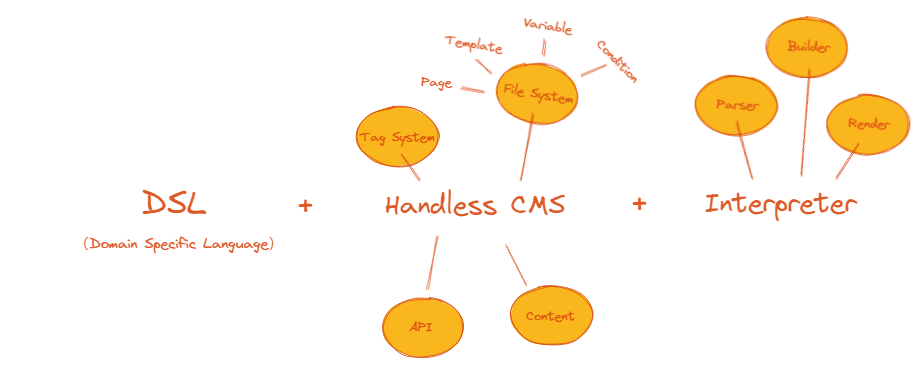 Variable
Template
Condition
Builder
Page
File System
Parser
Render
Tag System
DSL + Handless CMS + Interpreter
(Domain Specific Language)
API
Content